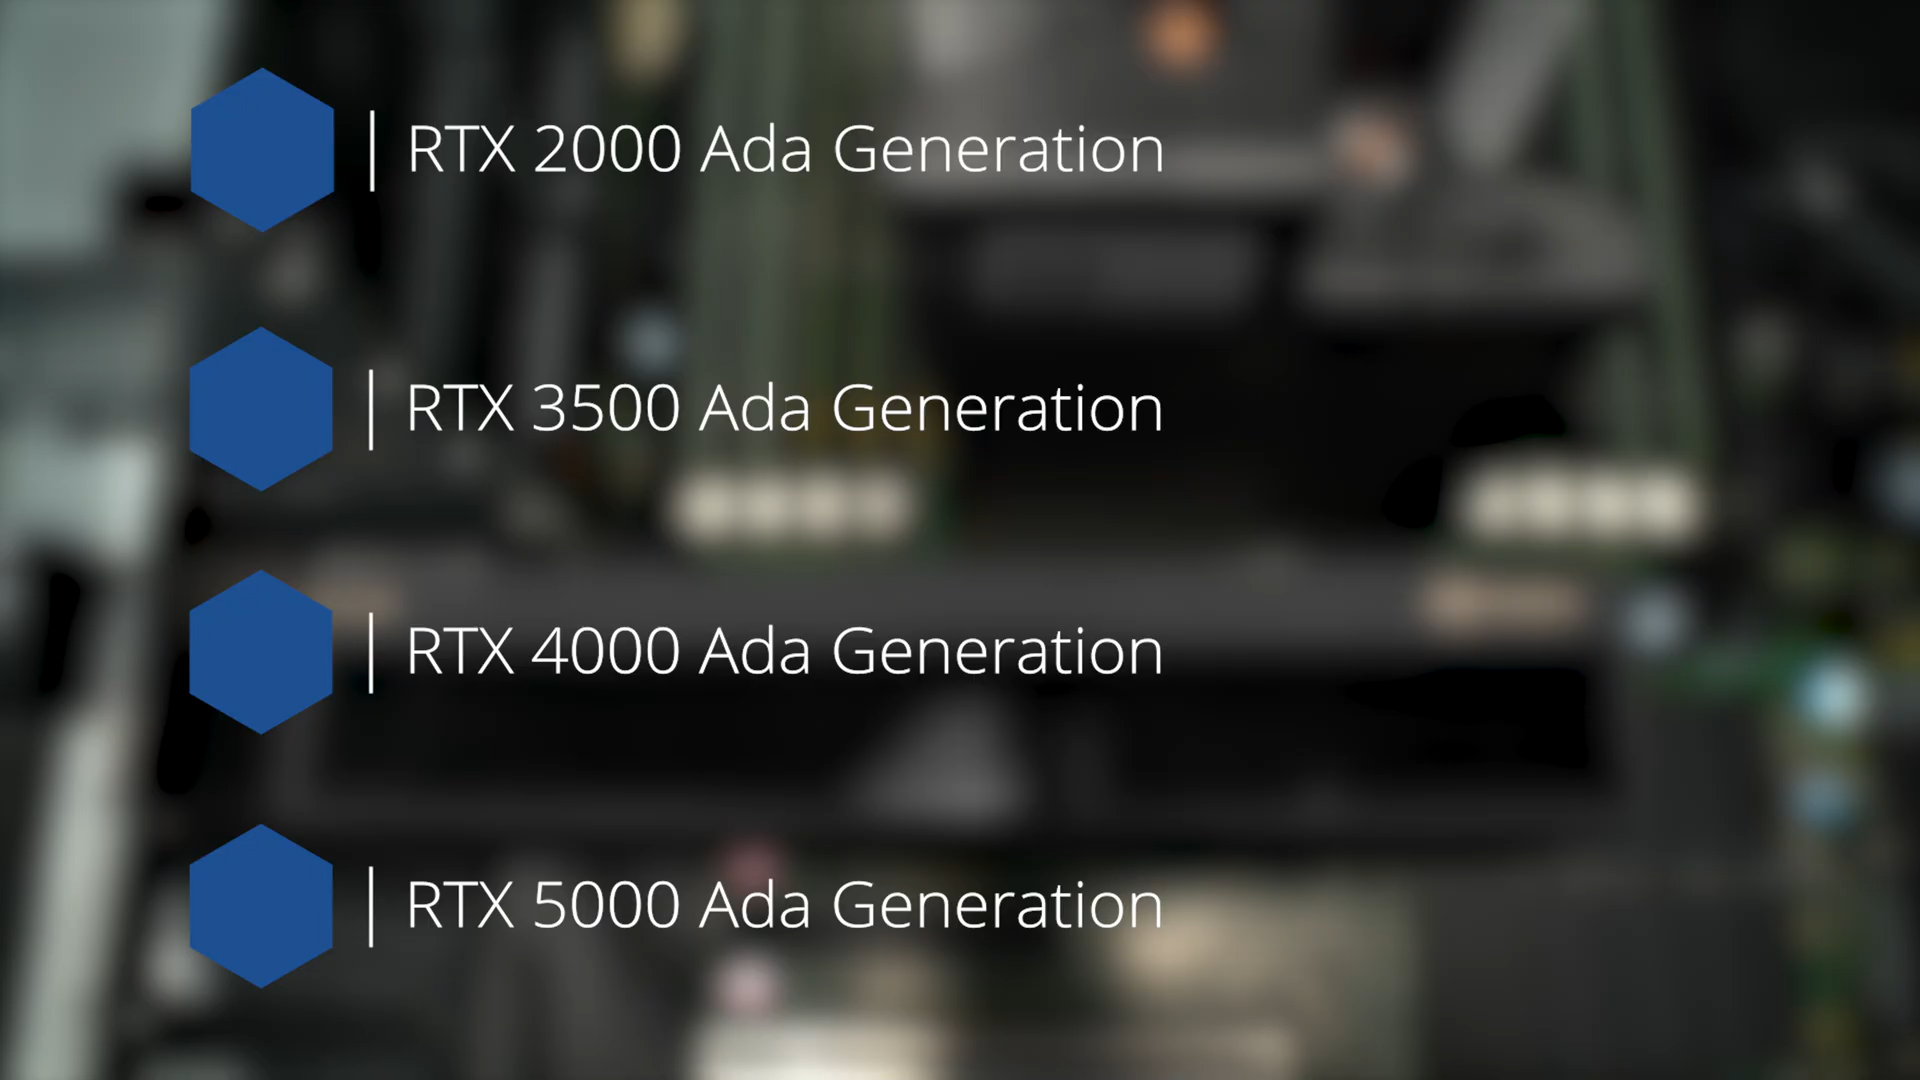 RTX 2000 Ada Generation
RTX 3500 Ada Generation
RTX 4000 Ada Generation
RTX 5000 Ada Generation